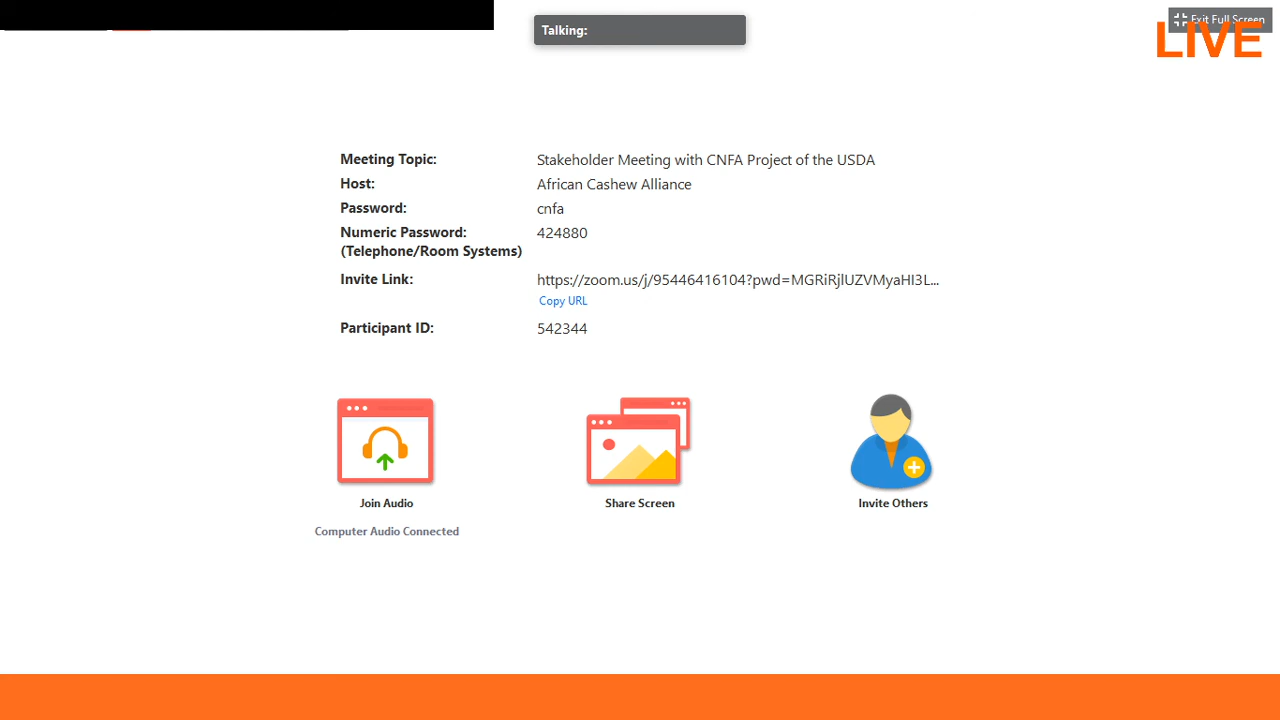 Talking:
Exit Full Screen
LIVE
Meeting Topic: Stakeholder Meeting with CNFA Project of the USDA
Host: African Cashew Alliance
Password: cnfa
Numeric Password: 424880
(Telephone/Room Systems)
Invite Link: https://zoom.us/j/95446416104?pwd=MGRiRjlUZVMyaHI3L...
Copy URL
Participant ID: 542344
Join Audio
Share Screen
Invite Others
Computer Audio Connected